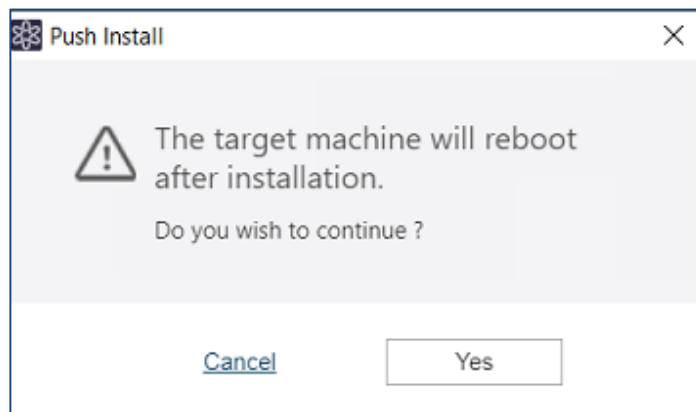 Push Install
The target machine will reboot
after installation.
Do you wish to continue ?
Cancel
Yes